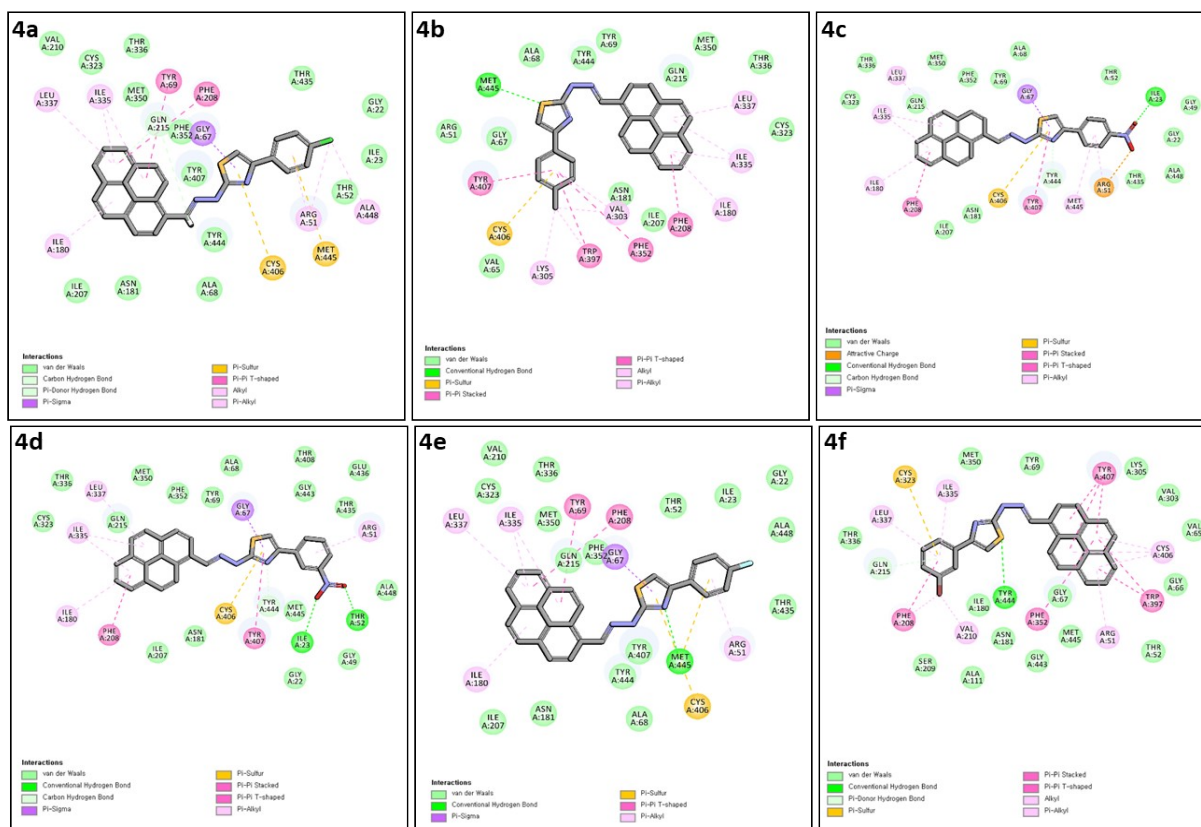 4a
VAL
A:210
THR
A:336
CYS
A:323
TYR
A:69
PHE
A:208
THR
A:435
LEU
A:337
ILE
A:335
MET
A:350
GLY
A:22
GLN
A:215
PHE
A:352
GLY
A:67
ILE
A:23
TYR
A:407
THR
A:52
ALA
A:448
ARG
A:51
TYR
A:444
ILE
A:180
MET
A:445
CYS
A:406
ILE
A:207
ASN
A:181
ALA
A:68
Interactions
van der Waals
Carbon Hydrogen Bond
Pi-Donor Hydrogen Bond
Pi-Sigma
Pi-Sulfur
Pi-Pi T-shaped
Alkyl
Pi-Alkyl
4b
ALA
A:68
TYR
A:444
TYR
A:69
MET
A:350
THR
A:336
MET
A:445
GLN
A:215
LEU
A:337
ARG
A:51
GLY
A:67
CYS
A:323
ILE
A:335
TYR
A:407
ASN
A:181
VAL
A:303
ILE
A:180
ILE
A:207
PHE
A:208
CYS
A:406
TRP
A:397
PHE
A:352
VAL
A:65
LYS
A:305
Interactions
van der Waals
Conventional Hydrogen Bond
Pi-Sulfur
Pi-Pi Stacked
Pi-Pi T-shaped
Alkyl
Pi-Alkyl
4c
ALA
A:68
THR
A:336
LEU
A:337
MET
A:350
PHE
A:352
TYR
A:69
THR
A:52
CYS
A:323
GLN
A:215
GLY
A:67
ILE
A:23
GLY
A:49
ILE
A:335
GLY
A:22
ILE
A:180
TYR
A:444
THR
A:435
ALA
A:448
PHE
A:208
CYS
A:406
TYR
A:407
MET
A:445
ARG
A:51
ASN
A:181
ILE
A:207
Interactions
van der Waals
Attractive Charge
Conventional Hydrogen Bond
Carbon Hydrogen Bond
Pi-Sigma
Pi-Sulfur
Pi-Pi Stacked
Pi-Pi T-shaped
Pi-Alkyl
4d
THR
A:336
LEU
A:337
MET
A:350
PHE
A:352
ALA
A:68
TYR
A:69
THR
A:408
GLU
A:436
GLY
A:443
THR
A:435
CYS
A:323
ILE
A:335
GLN
A:215
GLY
A:67
ARG
A:51
ILE
A:180
TYR
A:444
MET
A:445
ALA
A:448
CYS
A:406
THR
A:52
PHE
A:208
ASN
A:181
TYR
A:407
ILE
A:23
ILE
A:207
GLY
A:49
GLY
A:22
Interactions
van der Waals
Conventional Hydrogen Bond
Carbon Hydrogen Bond
Pi-Sigma
Pi-Sulfur
Pi-Pi Stacked
Pi-Pi T-shaped
Pi-Alkyl
4e
VAL
A:210
THR
A:336
CYS
A:323
TYR
A:69
GLY
A:22
ILE
A:23
THR
A:52
LEU
A:337
ILE
A:335
MET
A:350
PHE
A:208
ALA
A:448
GLN
A:215
PHE
A:352
GLY
A:67
THR
A:435
TYR
A:407
ARG
A:51
MET
A:445
TYR
A:444
ILE
A:180
CYS
A:406
ILE
A:207
ASN
A:181
ALA
A:68
Interactions
van der Waals
Conventional Hydrogen Bond
Pi-Sigma
Pi-Sulfur
Pi-Pi T-shaped
Pi-Alkyl
4f
CYS
A:323
MET
A:350
TYR
A:69
TYR
A:407
LYS
A:305
ILE
A:335
VAL
A:303
LEU
A:337
VAL
A:65
THR
A:336
GLN
A:215
CYS
A:406
GLY
A:66
ILE
A:180
TYR
A:444
GLY
A:67
TRP
A:397
PHE
A:208
VAL
A:210
ASN
A:181
PHE
A:352
MET
A:445
ARG
A:51
THR
A:52
SER
A:209
ALA
A:111
GLY
A:443
Interactions
van der Waals
Conventional Hydrogen Bond
Pi-Donor Hydrogen Bond
Pi-Sulfur
Pi-Pi Stacked
Pi-Pi T-shaped
Alkyl
Pi-Alkyl